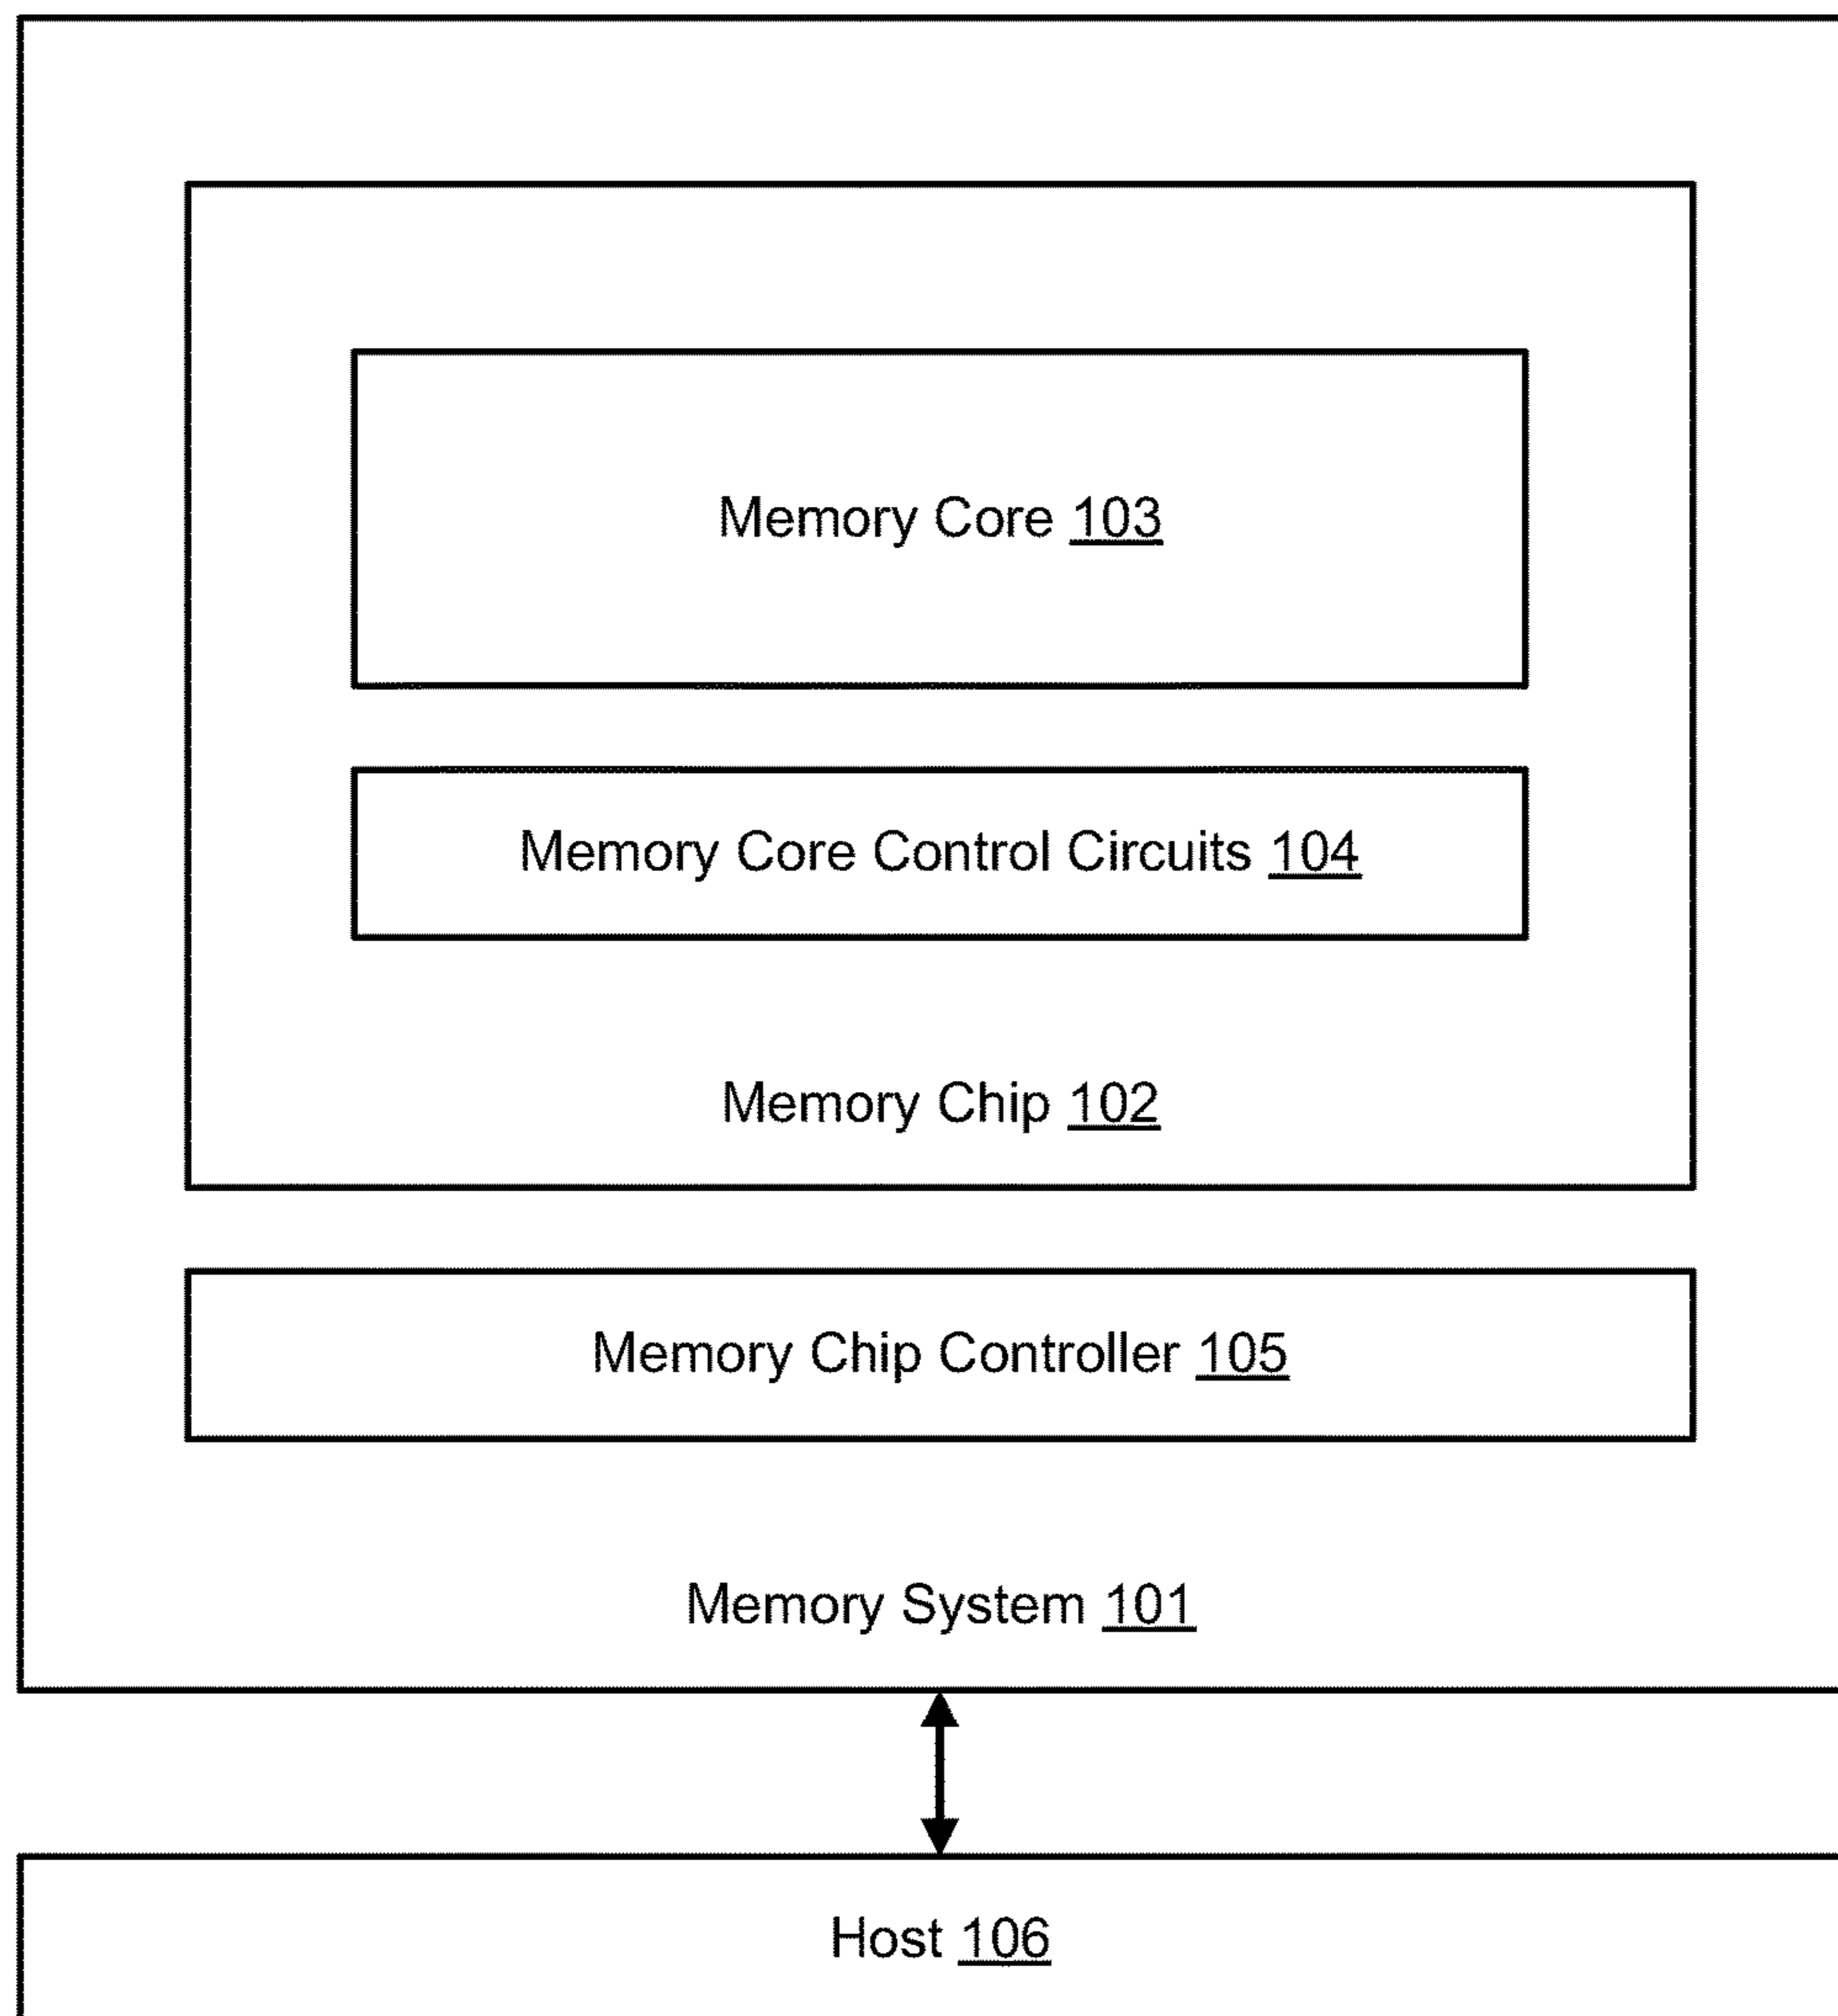 Memory Core 103
Memory Core Control Circuits 104
Memory Chip 102
Memory Chip Controller 105
Memory System 101
Host 106